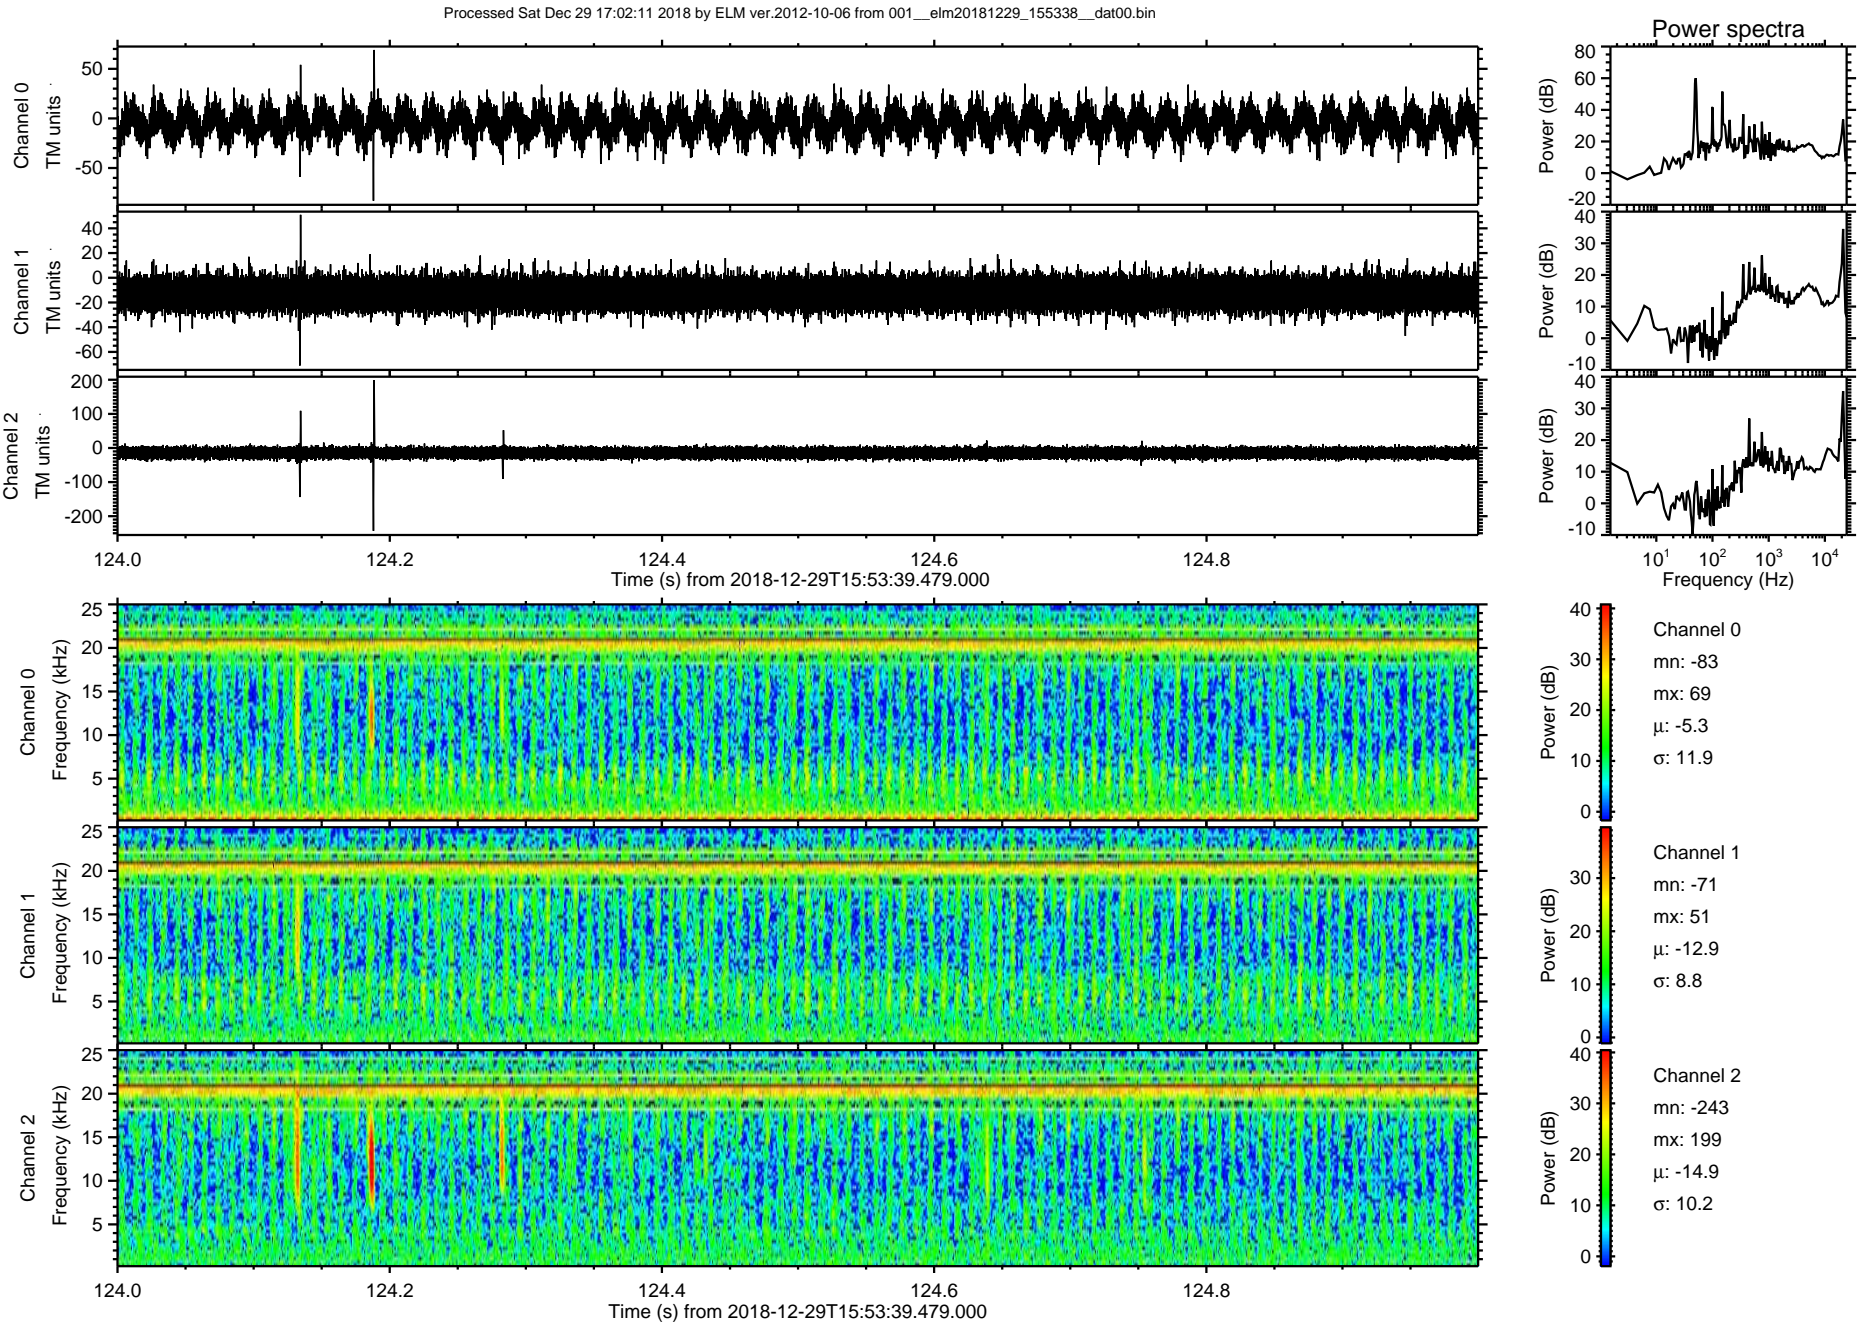 Processed Sat Dec 29 17:02:11 2018 by ELM ver.2012-10-06 from 001__elm20181229_155338__dat00.bin
Power spectra
Channel 0
TM units
50
0
-50
Power (dB)
80
60
40
20
0
-20
Channel 1
TM units
40
20
0
-20
-40
-60
Power (dB)
40
30
20
10
0
-10
Channel 2
TM units
200
100
0
-100
-200
Power (dB)
40
30
20
10
0
-10
124.0 124.2 124.4 124.6 124.8
Time (s) from 2018-12-29T15:53:39.479.000
10^1 10^2 10^3 10^4
Frequency (Hz)
Channel 0
Frequency (kHz)
25
20
15
10
5
Power (dB)
40
30
20
10
0
Channel 0
mn: -83
mx: 69
μ: -5.3
σ: 11.9
Channel 1
Frequency (kHz)
25
20
15
10
5
Power (dB)
30
20
10
0
Channel 1
mn: -71
mx: 51
μ: -12.9
σ: 8.8
Channel 2
Frequency (kHz)
25
20
15
10
5
Power (dB)
40
30
20
10
0
Channel 2
mn: -243
mx: 199
μ: -14.9
σ: 10.2
124.0 124.2 124.4 124.6 124.8
Time (s) from 2018-12-29T15:53:39.479.000